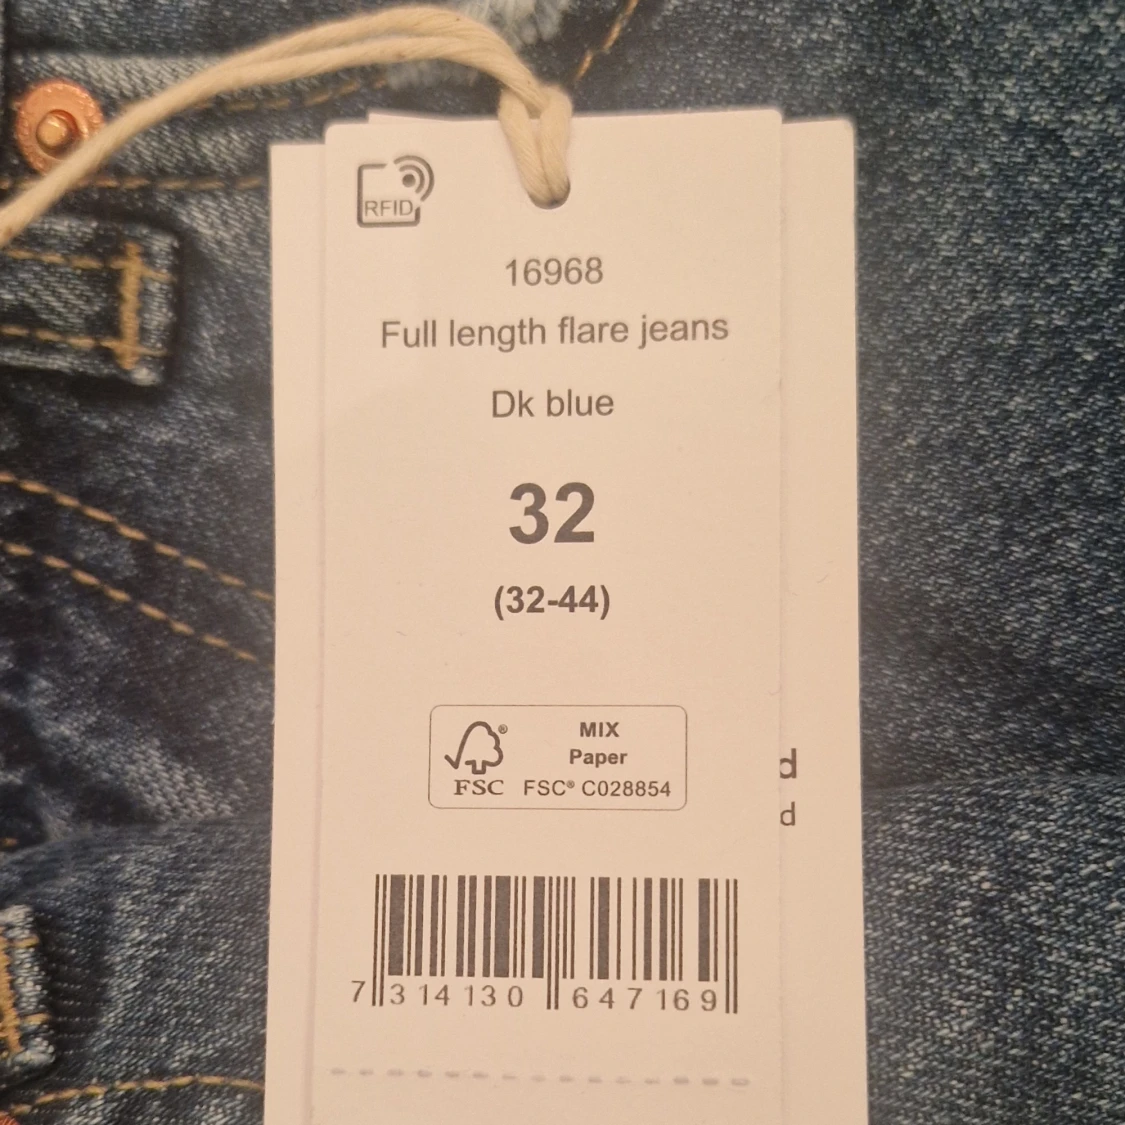 RFID
16968
Full length flare jeans
Dk blue
32
(32-44)
MIX
Paper
FSC® C028854
FSC
d
d
7 314130 647169